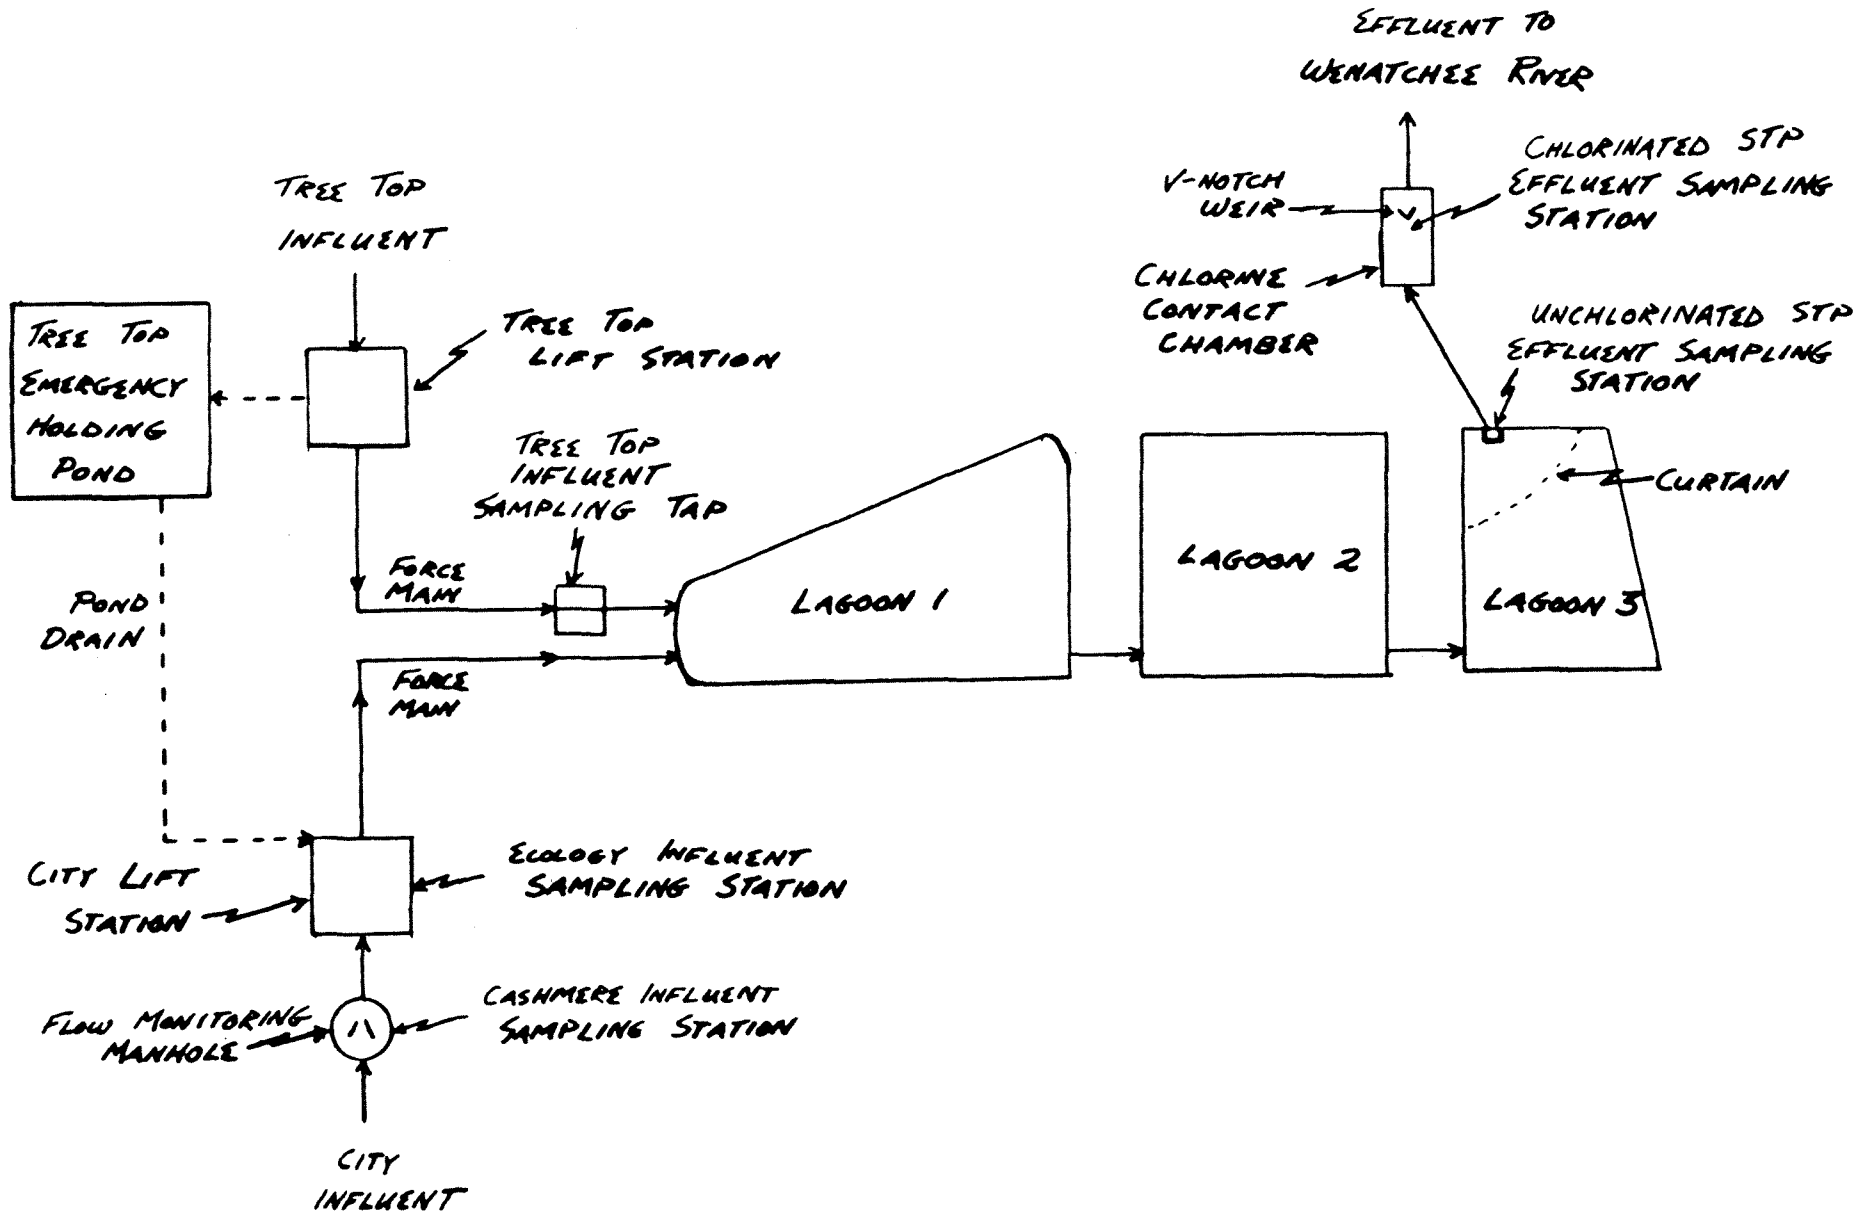 EFFLUENT TO
WENATCHEE RIVER
CHLORINATED STP
EFFLUENT SAMPLING
STATION
V-NOTCH
WEIR
CHLORINE
CONTACT
CHAMBER
UNCHLORINATED STP
EFFLUENT SAMPLING
STATION
TREE TOP
INFLUENT
TREE TOP
EMERGENCY
HOLDING
POND
TREE TOP
LIFT STATION
TREE TOP
INFLUENT
SAMPLING TAP
CURTAIN
LAGOON 1
LAGOON 2
LAGOON 3
FORCE
MAIN
POND
DRAIN
FORCE
MAIN
CITY LIFT
STATION
ECOLOGY INFLUENT
SAMPLING STATION
FLOW MONITORING
MANHOLE
CASHMERE INFLUENT
SAMPLING STATION
CITY
INFLUENT